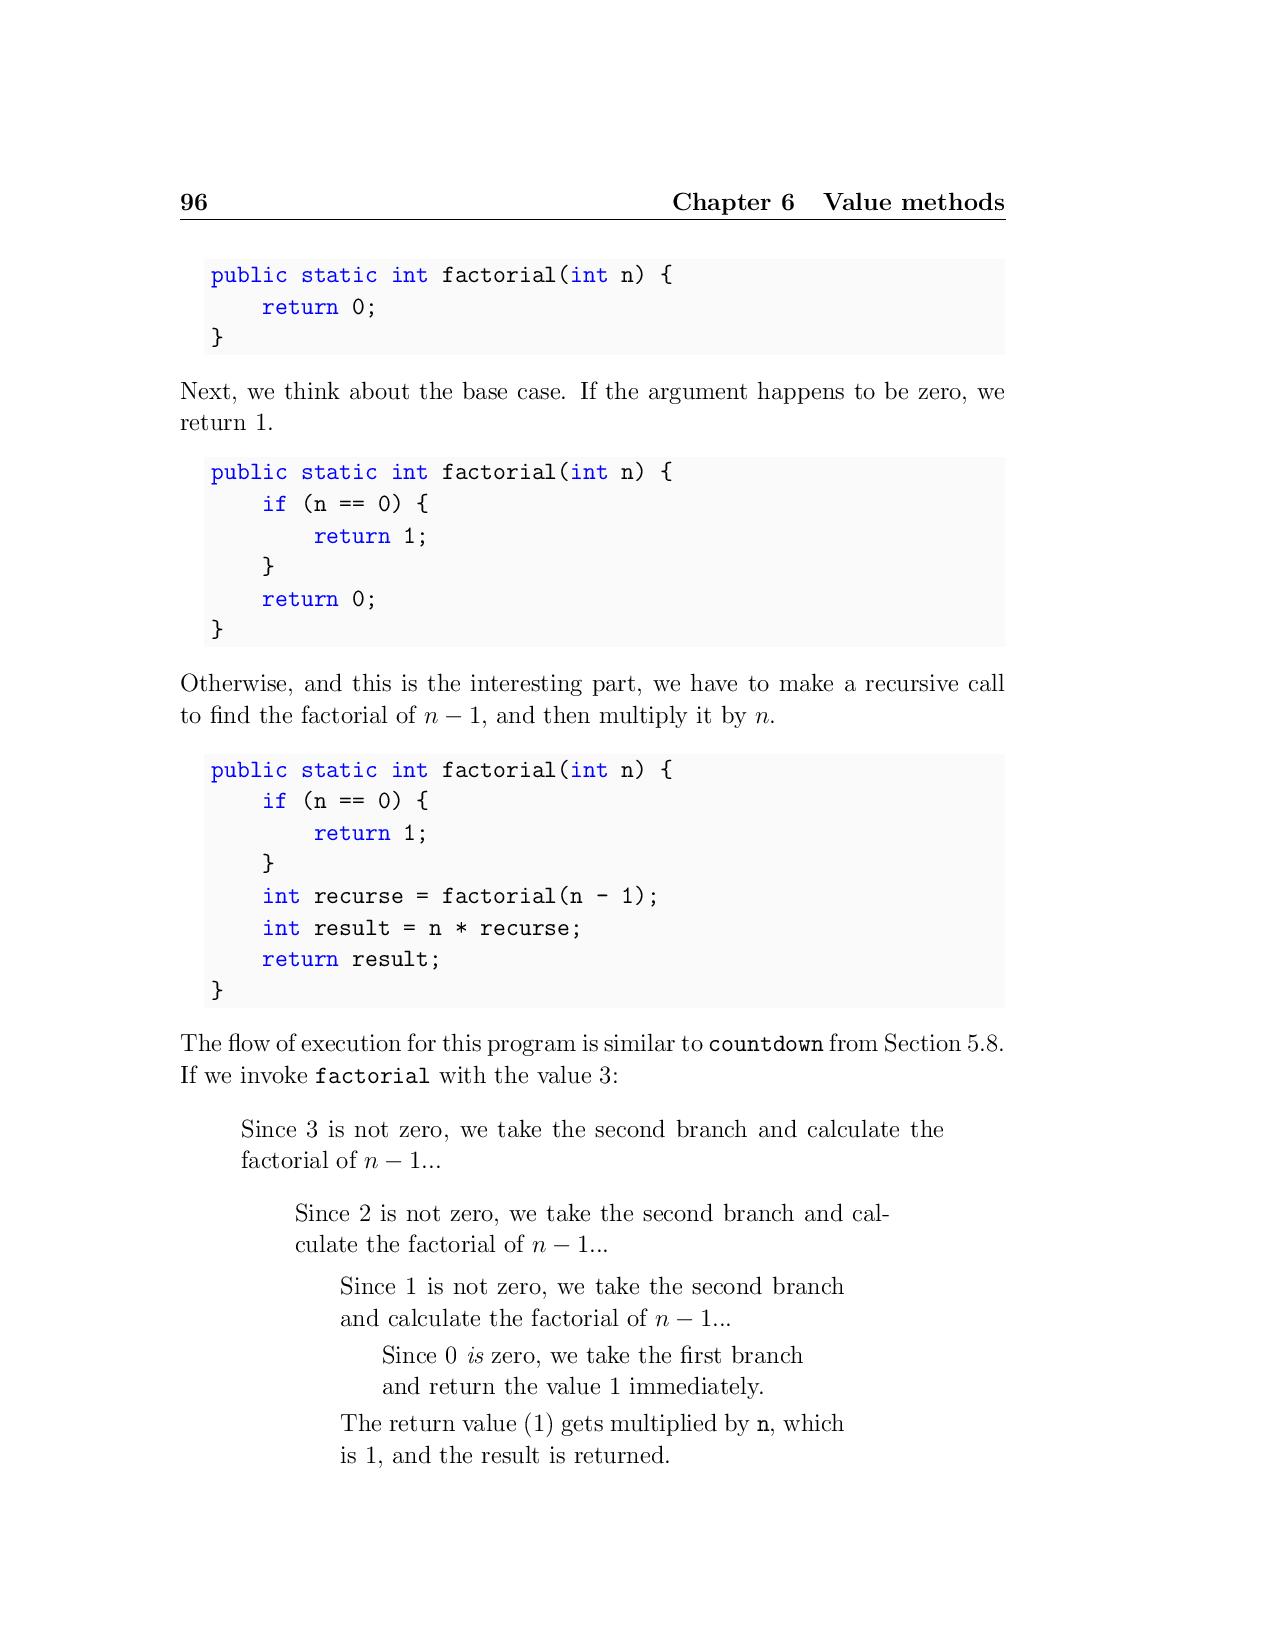 96 Chapter 6 Value methods
public static int factorial(int n) {
    return 0;
}
Next, we think about the base case. If the argument happens to be zero, we
return 1.
public static int factorial(int n) {
    if (n == 0) {
        return 1;
    }
    return 0;
}
Otherwise, and this is the interesting part, we have to make a recursive call
to find the factorial of n − 1, and then multiply it by n.
public static int factorial(int n) {
    if (n == 0) {
        return 1;
    }
    int recurse = factorial(n - 1);
    int result = n * recurse;
    return result;
}
The flow of execution for this program is similar to countdown from Section 5.8.
If we invoke factorial with the value 3:
Since 3 is not zero, we take the second branch and calculate the
factorial of n − 1...
Since 2 is not zero, we take the second branch and cal-
culate the factorial of n − 1...
Since 1 is not zero, we take the second branch
and calculate the factorial of n − 1...
Since 0 is zero, we take the first branch
and return the value 1 immediately.
The return value (1) gets multiplied by n, which
is 1, and the result is returned.